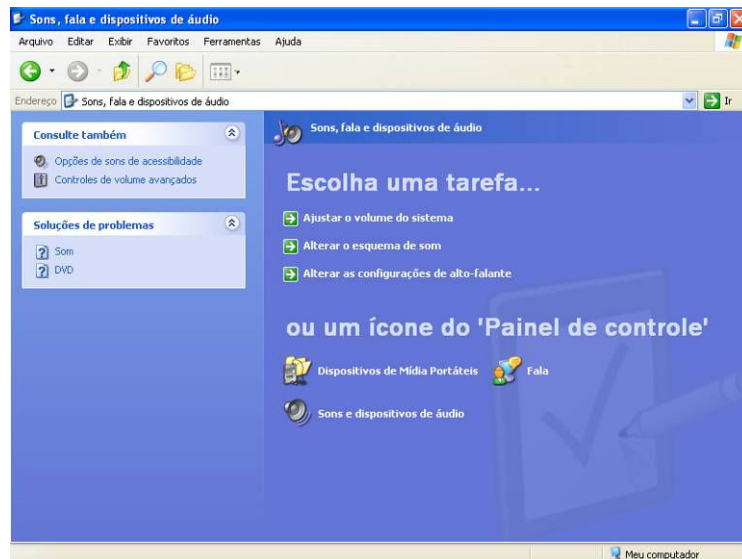 Sons, fala e dispositivos de áudio
Arquivo Editar Exibir Favoritos Ferramentas Ajuda
Endereço Sons, fala e dispositivos de áudio Ir
Consulte também
Opções de sons de acessibilidade
Controles de volume avançados
Soluções de problemas
Som
DVD
Sons, fala e dispositivos de áudio
Escolha uma tarefa...
Ajustar o volume do sistema
Alterar o esquema de som
Alterar as configurações de alto-falante
ou um ícone do 'Painel de controle'
Dispositivos de Mídia Portáteis Fala
Sons e dispositivos de áudio
Meu computador